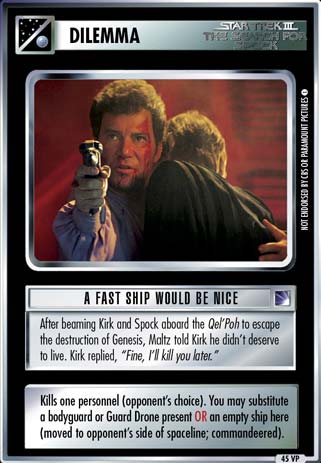 DILEMMA
STAR TREK III
THE SEARCH FOR
SPOCK
NOT ENDORSED BY CBS OR PARAMOUNT PICTURES
A FAST SHIP WOULD BE NICE
After beaming Kirk and Spock aboard the Qel'Poh to escape
the destruction of Genesis, Maltz told Kirk he didn't deserve
to live. Kirk replied, "Fine, I'll kill you later."
Kills one personnel (opponent's choice). You may substitute
a bodyguard or Guard Drone present OR an empty ship here
(moved to opponent's side of spaceline; commandeered).
45 VP